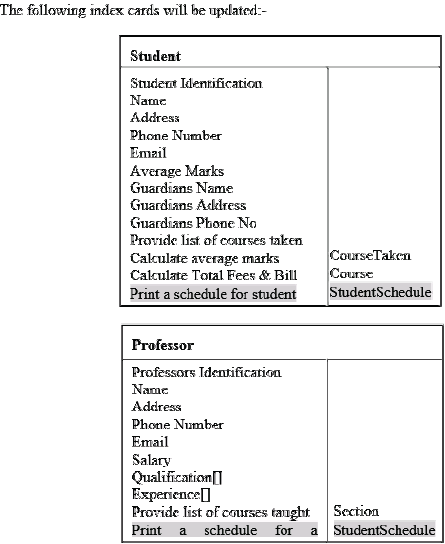 The following index cards will be updated:-
Student
Student Identification
Name
Address
Phone Number
Email
Average Marks
Guardians Name
Guardians Address
Guardians Phone No
Provide list of courses taken
Calculate average marks CourseTaken
Calculate Total Fees & Bill Course
Print a schedule for student StudentSchedule
Professor
Professors Identification
Name
Address
Phone Number
Email
Salary
Qualification[]
Experience[]
Provide list of courses taught Section
Print a schedule for a StudentSchedule